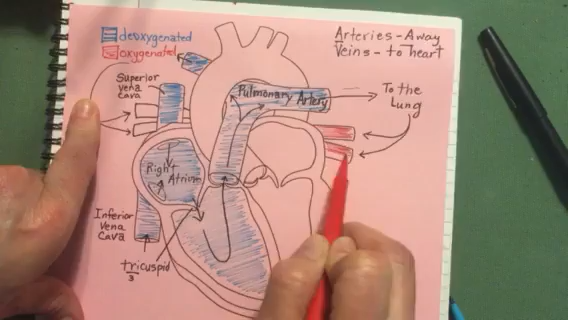 deoxygenated
oxygenated
Arteries - Away
Veins - to heart
Superior
vena
cava
Pulmonary Artery
To the
Lung
Right
Atrium
Inferior
vena
cava
tricuspid
3